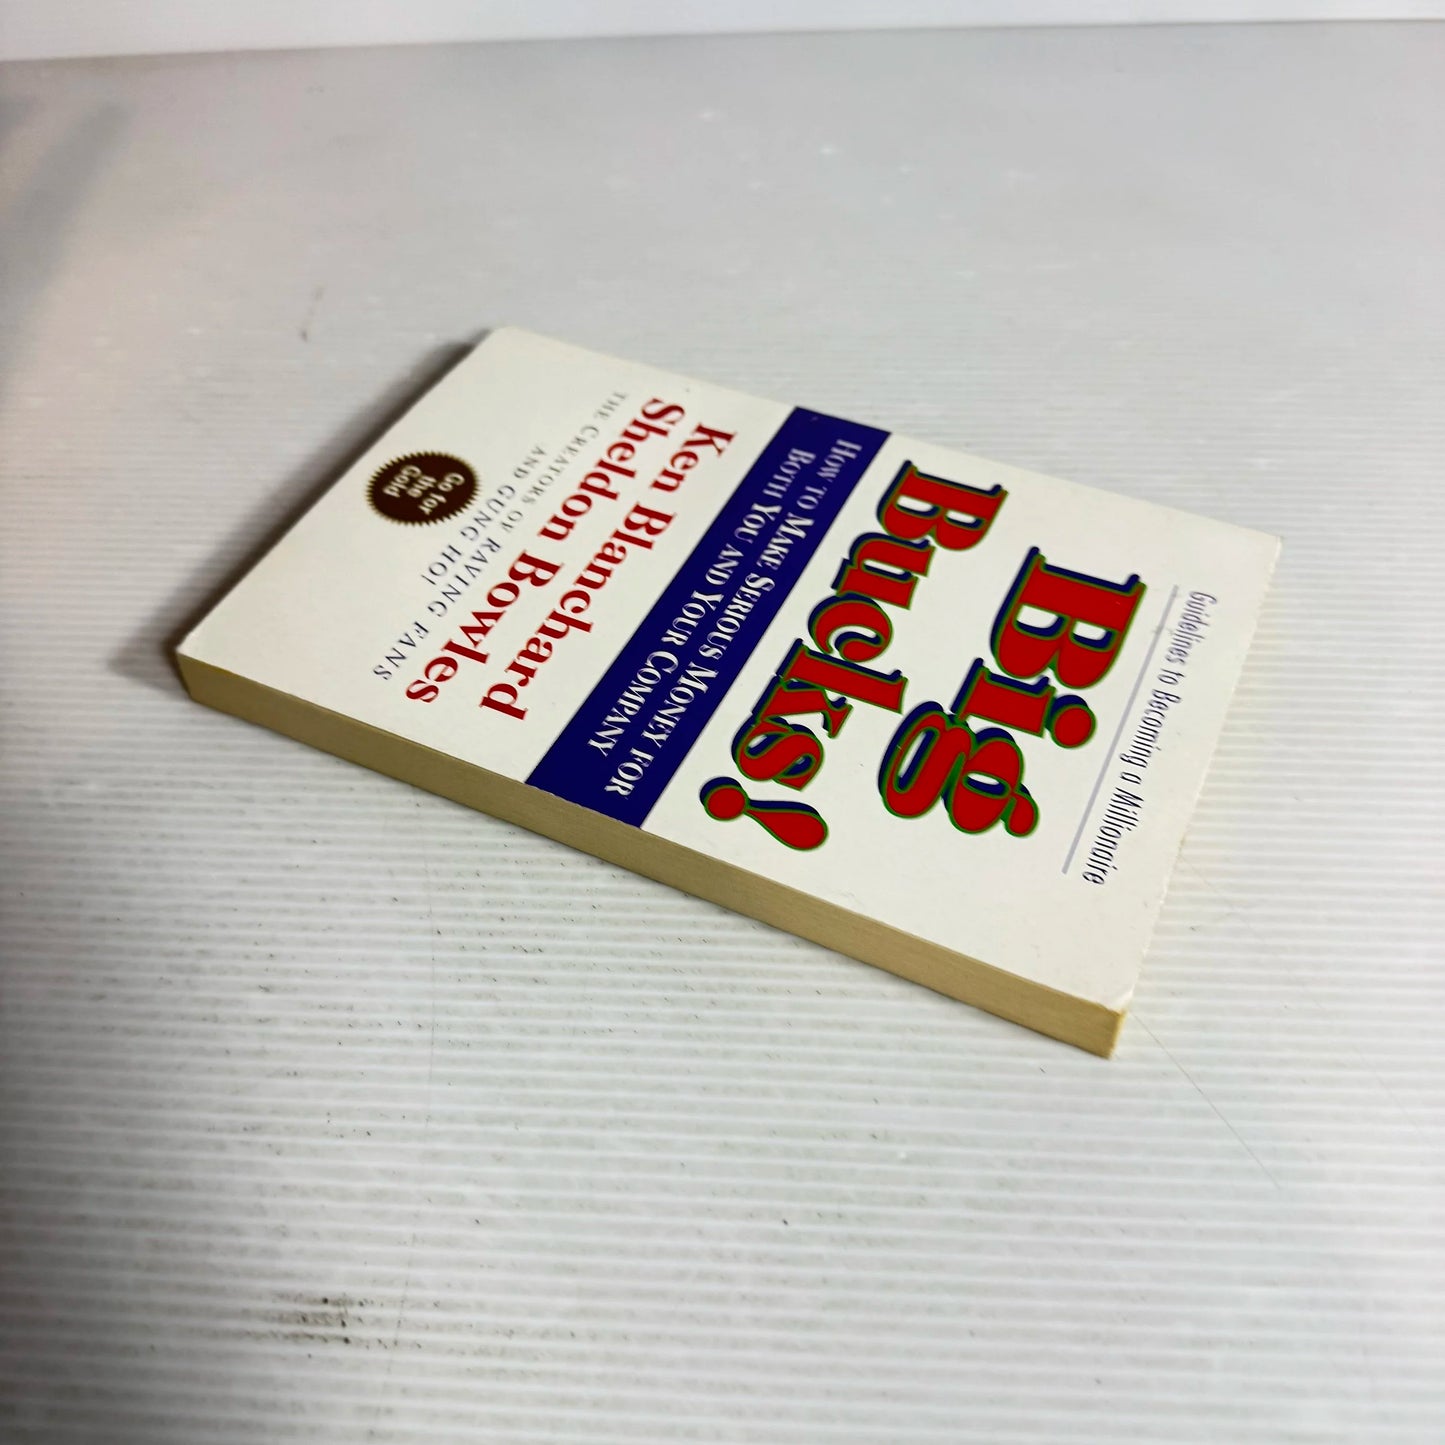 Guidelines to Becoming a Millionaire
Big
Bucks!
HOW TO MAKE SERIOUS MONEY FOR
BOTH YOU AND YOUR COMPANY
Ken Blanchard
Sheldon Bowles
THE CREATORS OF RAVING FANS
AND GUNG HO!
Go for
the
Gold